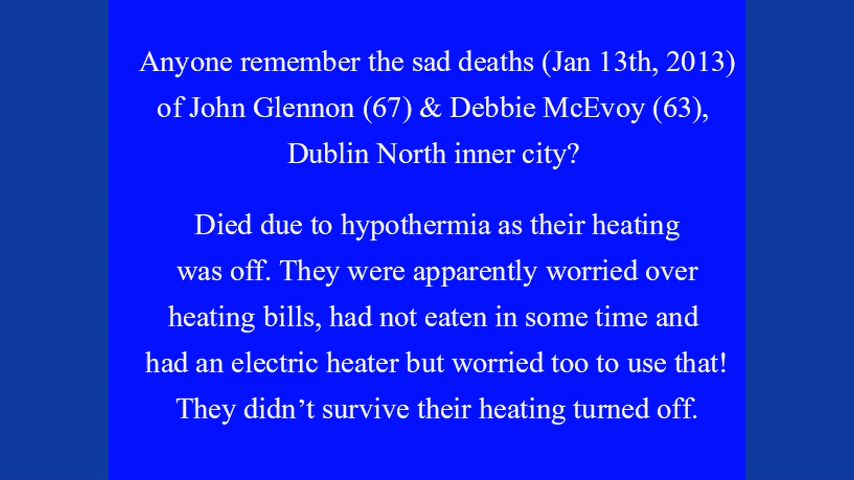 Anyone remember the sad deaths (Jan 13th, 2013)
of John Glennon (67) & Debbie McEvoy (63),
Dublin North inner city?
Died due to hypothermia as their heating
was off. They were apparently worried over
heating bills, had not eaten in some time and
had an electric heater but worried too to use that!
They didn’t survive their heating turned off.